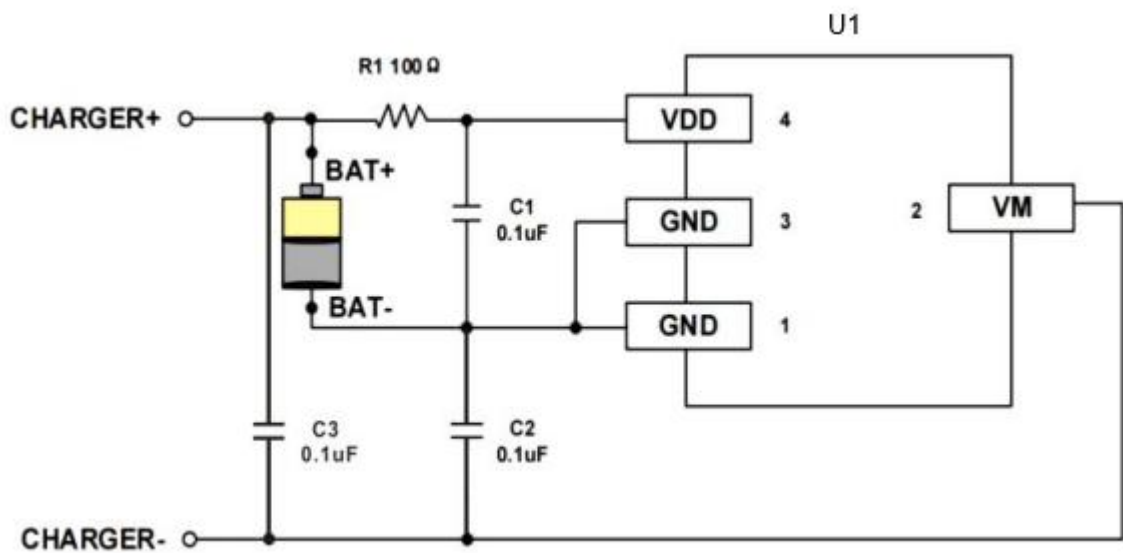 U1
R1 100Ω
CHARGER+
VDD
4
BAT+
C1
0.1uF
GND
3
2
VM
BAT-
GND
1
C3
0.1uF
C2
0.1uF
CHARGER-